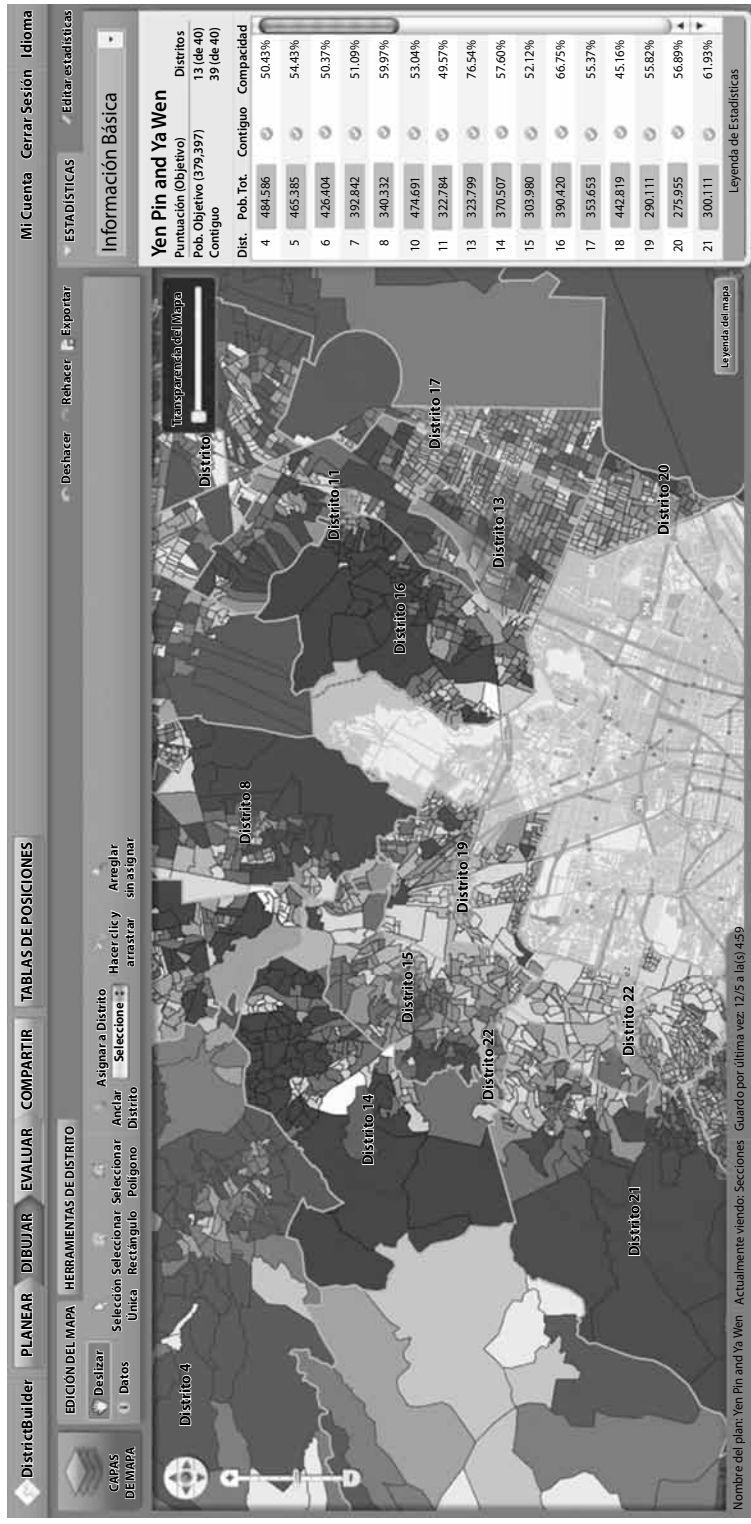 DistrictBuilder PLANEAR DIBUJAR EVALUAR COMPARTIR TABLAS DE POSICIONES Mi Cuenta Cerrar Sesión Idioma
CAPAS
DE MAPA
EDICIÓN DEL MAPA HERRAMIENTAS DE DISTRITO
Deslizar
Datos
Selección
Única
Seleccionar
Rectángulo
Seleccionar
Polígono
Anclar
Distrito
Asignar a Distrito
Seleccione
Hacer clic y
arrastrar
Arreglar
sin asignar
Deshacer Rehacer Exportar
ESTADÍSTICAS Editar estadísticas
Información Básica
Transparencia del Mapa
Distrito 4
Distrito 8
Distrito
Distrito 11
Distrito 14
Distrito 15
Distrito 16
Distrito 17
Distrito 19
Distrito 13
Distrito 22
Distrito 21
Distrito 22
Distrito 20
Leyenda del mapa
Yen Pin and Ya Wen
Puntuación (Objetivo) Distritos
Pob. Objetivo (379,397) 13 (de 40)
Contiguo 39 (de 40)
Dist. Pob. Tot. Contiguo Compacidad
4 484.586 50.43%
5 465.385 54.43%
6 426.404 50.37%
7 392.842 51.09%
8 340.332 59.97%
10 474.691 53.04%
11 322.784 49.57%
13 323.799 76.54%
14 370.507 57.60%
15 303.980 52.12%
16 390.420 66.75%
17 353.653 55.37%
18 442.819 45.16%
19 290.111 55.82%
20 275.955 56.89%
21 300.111 61.93%
Leyenda de Estadísticas
Nombre del plan: Yen Pin and Ya Wen Actualmente viendo: Secciones Guardo por última vez: 12/5 a la(s) 4:59